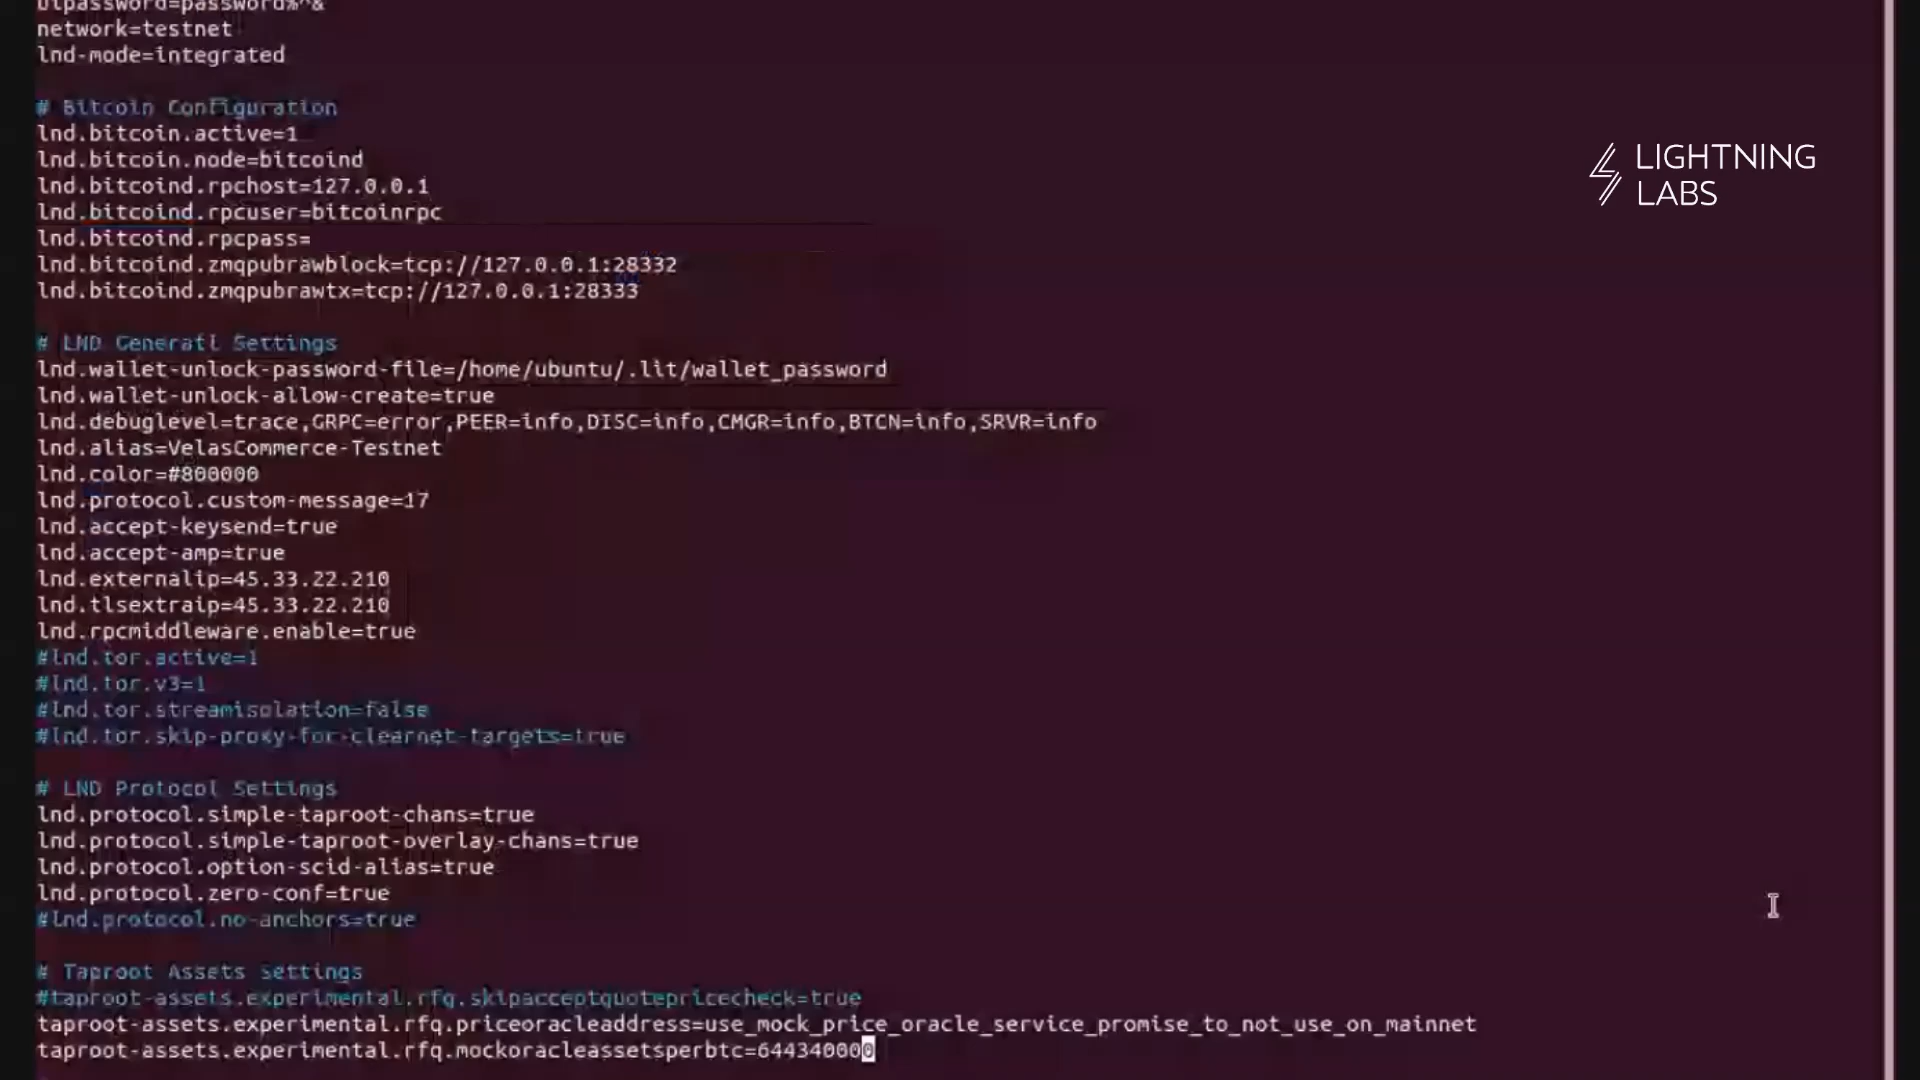 uipassword=password%^&
network=testnet
lnd-mode=integrated
# Bitcoin Configuration
lnd.bitcoin.active=1
lnd.bitcoin.node=bitcoind
lnd.bitcoind.rpchost=127.0.0.1
lnd.bitcoind.rpcuser=bitcoinrpc
lnd.bitcoind.rpcpass=
lnd.bitcoind.zmqpubrawblock=tcp://127.0.0.1:28332
lnd.bitcoind.zmqpubrawtx=tcp://127.0.0.1:28333
# LND Generatl Settings
lnd.wallet-unlock-password-file=/home/ubuntu/.lit/wallet_password
lnd.wallet-unlock-allow-create=true
lnd.debuglevel=trace,GRPC=error,PEER=info,DISC=info,CMGR=info,BTCN=info,SRVR=info
lnd.alias=VelasCommerce-Testnet
lnd.color=#800000
lnd.protocol.custom-message=17
lnd.accept-keysend=true
lnd.accept-amp=true
lnd.externalip=45.33.22.210
lnd.tlsextraip=45.33.22.210
lnd.rpcmiddleware.enable=true
#lnd.tor.active=1
#lnd.tor.v3=1
#lnd.tor.streamisolation=false
#lnd.tor.skip-proxy-for-clearnet-targets=true
# LND Protocol Settings
lnd.protocol.simple-taproot-chans=true
lnd.protocol.simple-taproot-overlay-chans=true
lnd.protocol.option-scid-alias=true
lnd.protocol.zero-conf=true
#lnd.protocol.no-anchors=true
# Taproot Assets Settings
#taproot-assets.experimental.rfq.skipacceptquotepricecheck=true
taproot-assets.experimental.rfq.priceoracleaddress=use_mock_price_oracle_service_promise_to_not_use_on_mainnet
taproot-assets.experimental.rfq.mockoracleassetsperbtc=644340000
LIGHTNING
LABS